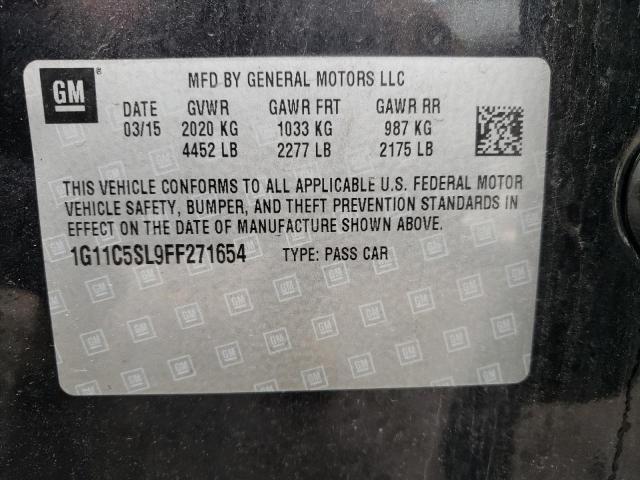 GM ®
MFD BY GENERAL MOTORS LLC
DATE GVWR GAWR FRT GAWR RR
03/15 2020 KG 1033 KG 987 KG
4452 LB 2277 LB 2175 LB
THIS VEHICLE CONFORMS TO ALL APPLICABLE U.S. FEDERAL MOTOR
VEHICLE SAFETY, BUMPER, AND THEFT PREVENTION STANDARDS IN
EFFECT ON THE DATE OF MANUFACTURE SHOWN ABOVE.
1G11C5SL9FF271654 TYPE: PASS CAR